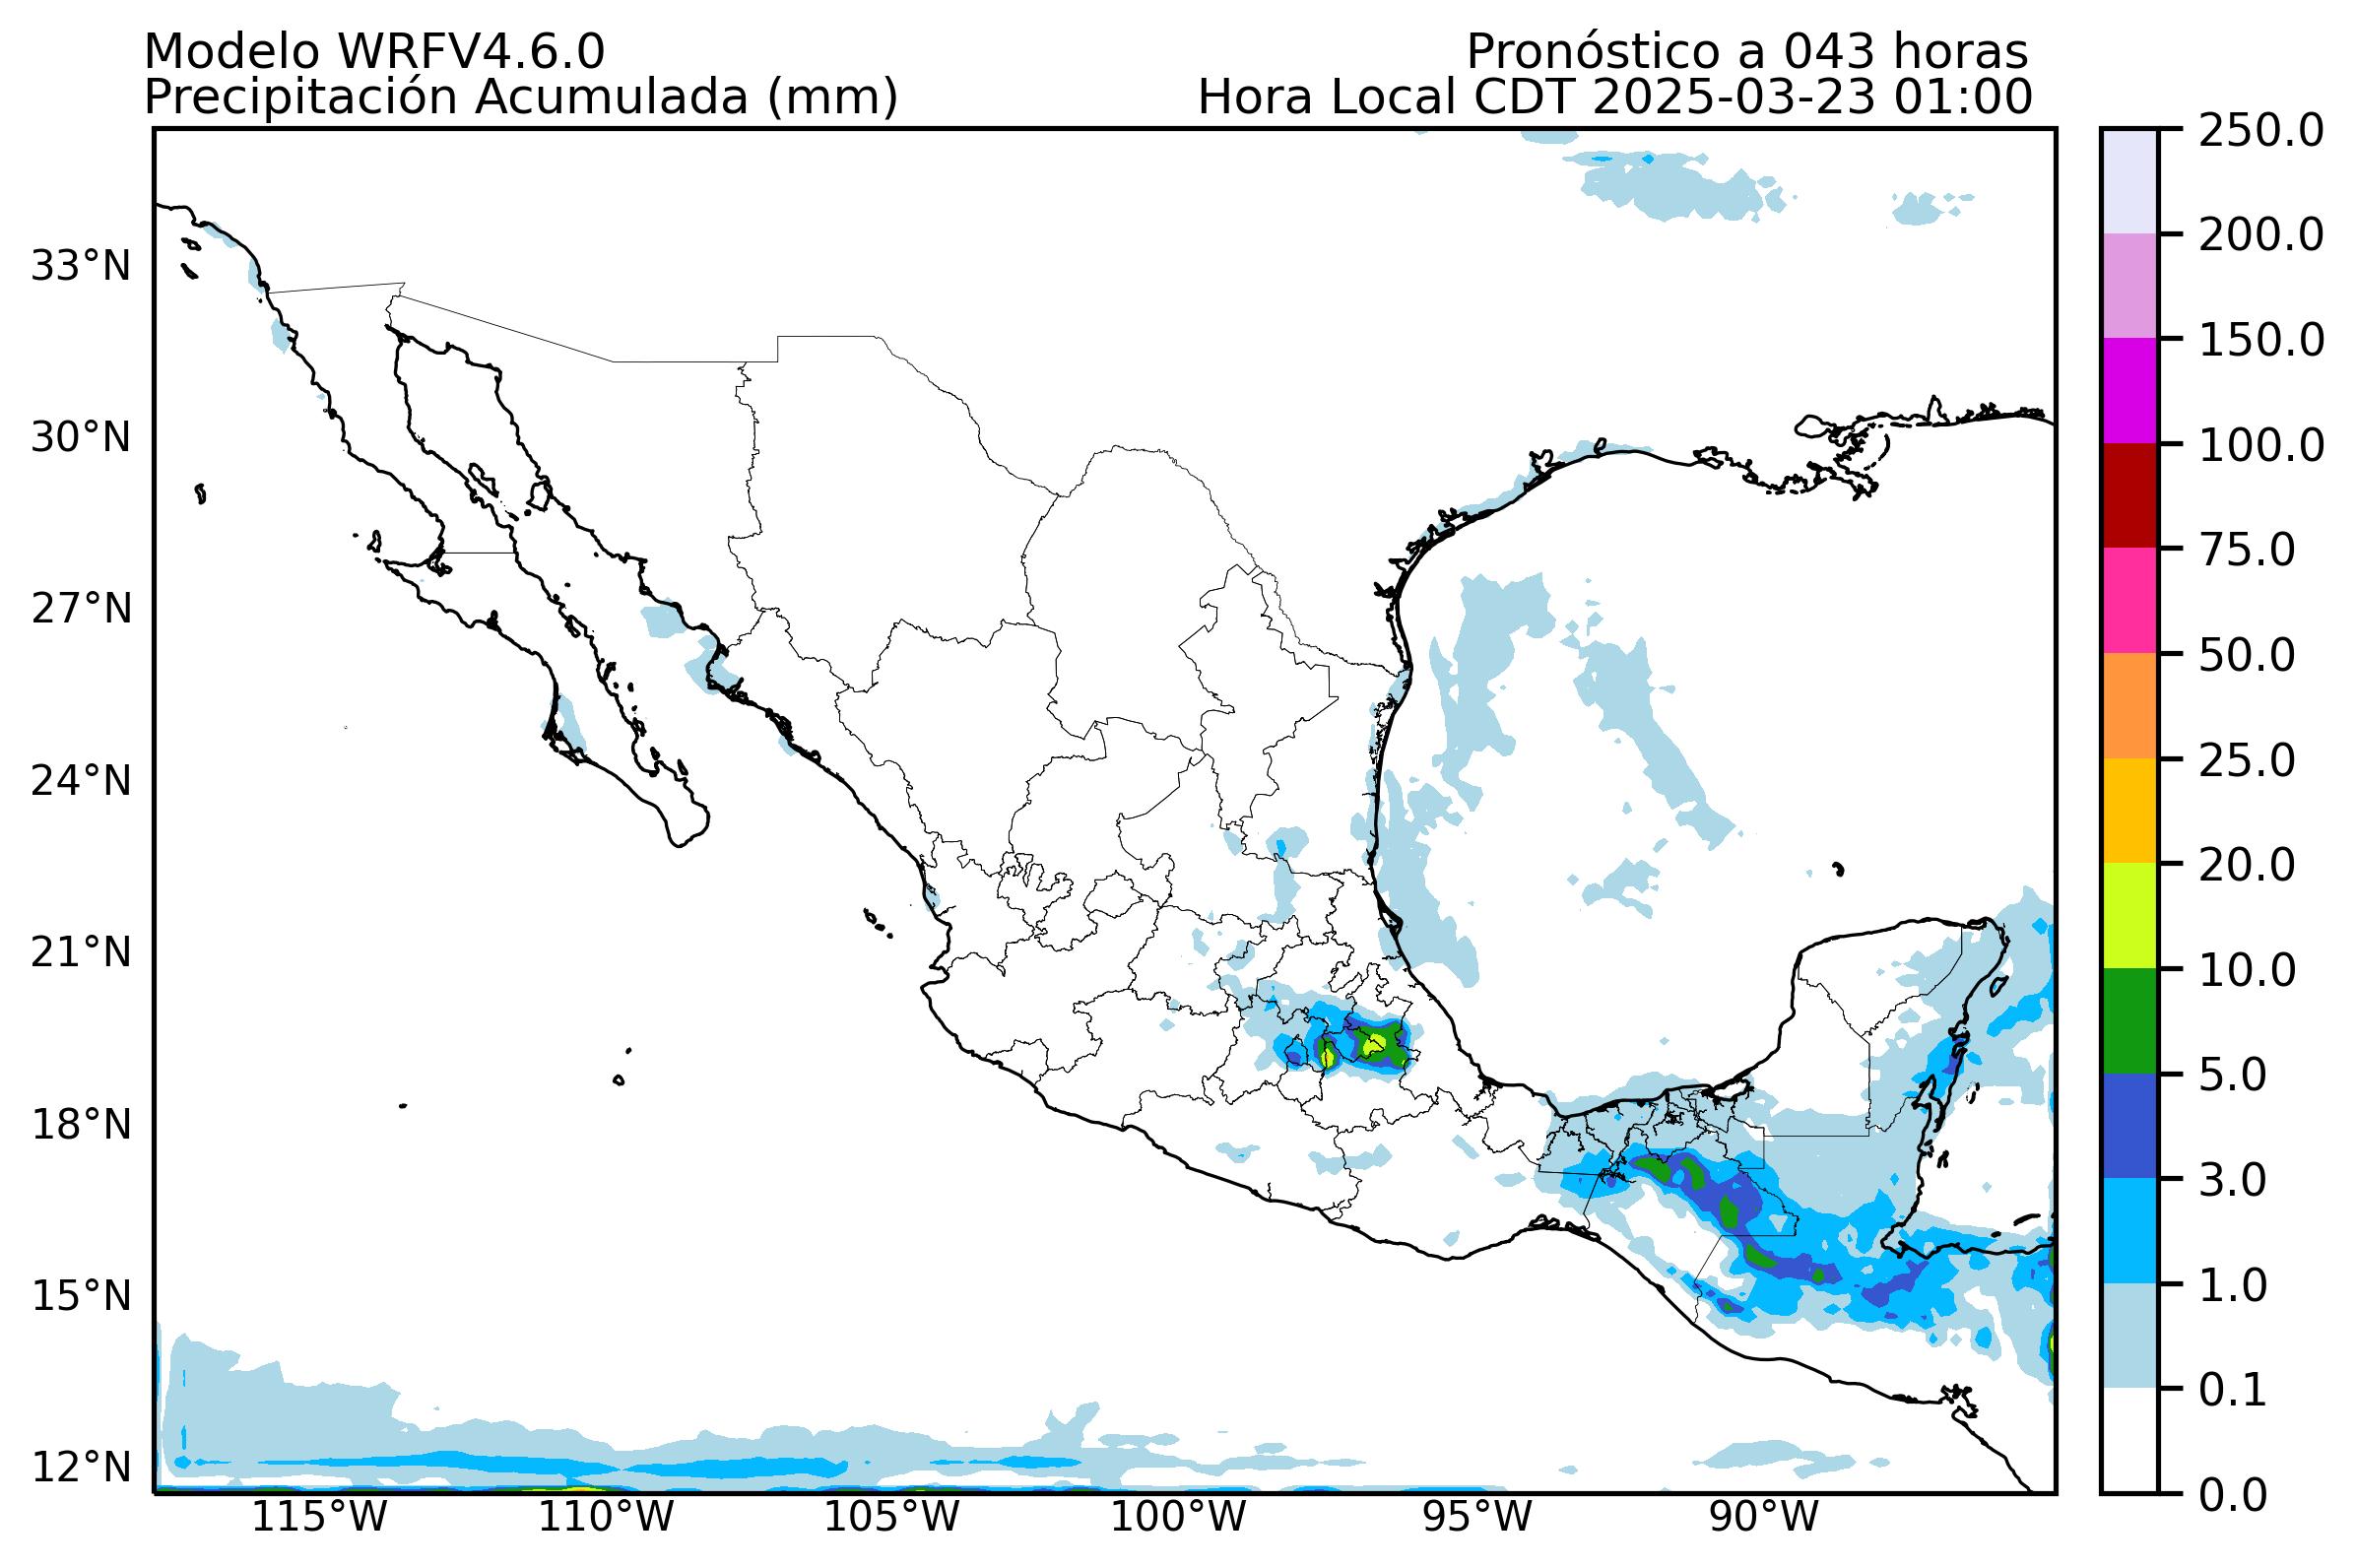 Modelo WRFV4.6.0
Pronóstico a 043 horas
Precipitación Acumulada (mm)
Hora Local CDT 2025-03-23 01:00
33°N
30°N
27°N
24°N
21°N
18°N
15°N
12°N
115°W
110°W
105°W
100°W
95°W
90°W
250.0
200.0
150.0
100.0
75.0
50.0
25.0
20.0
10.0
5.0
3.0
1.0
0.1
0.0